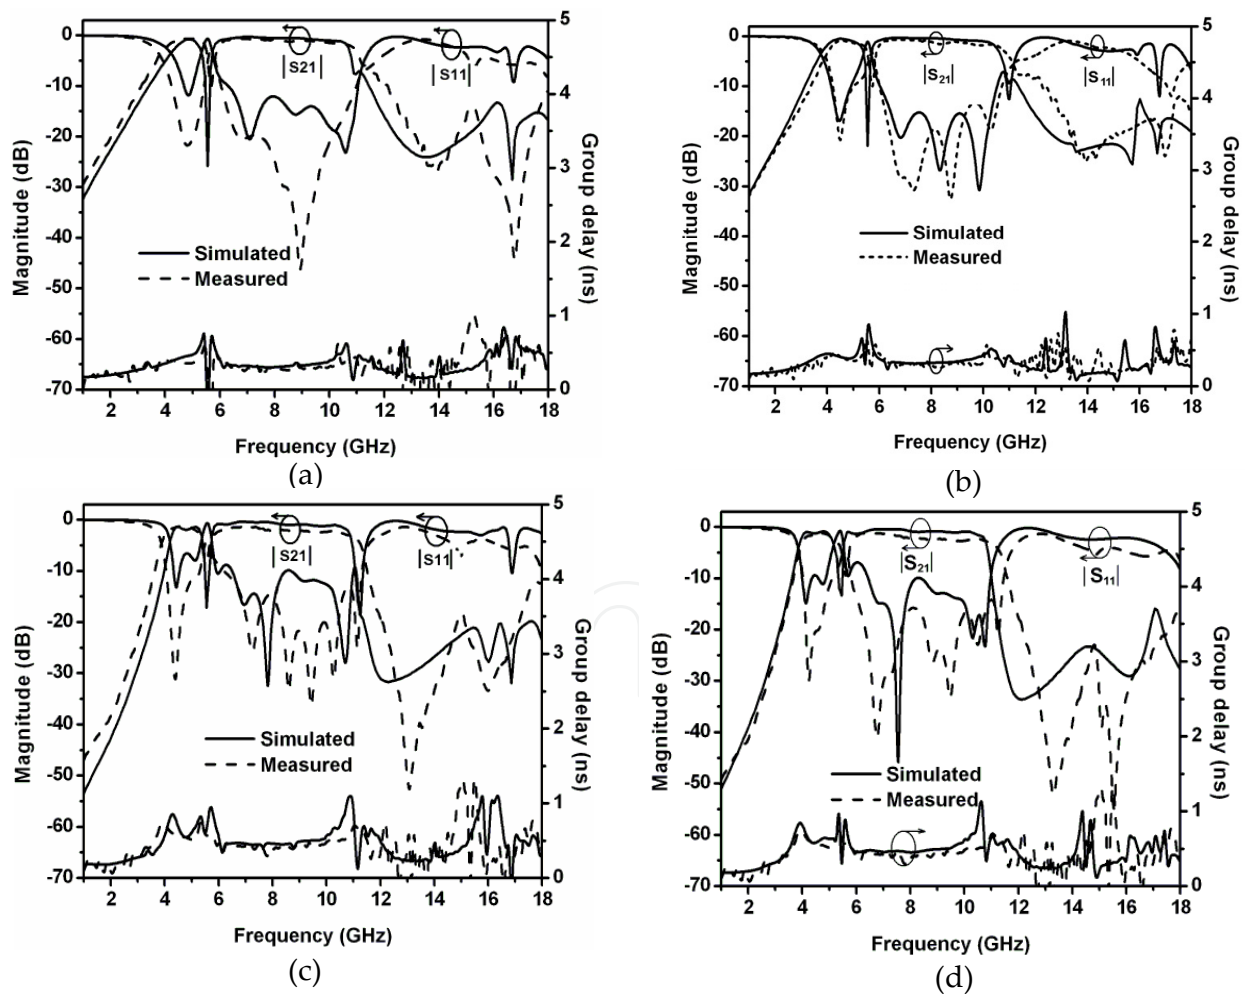 0
-10
-20
-30
-40
-50
-60
-70
Magnitude (dB)
|S21|
|S11|
Simulated
Measured
5
4
3
2
1
0
Group delay (ns)
2 4 6 8 10 12 14 16 18
Frequency (GHz)
(a)
0
-10
-20
-30
-40
-50
-60
-70
Magnitude (dB)
|S21|
|S11|
Simulated
Measured
5
4
3
2
1
0
Group delay (ns)
2 4 6 8 10 12 14 16 18
Frequency (GHz)
(b)
0
-10
-20
-30
-40
-50
-60
-70
Magnitude (dB)
|S21|
|S11|
Simulated
Measured
5
4
3
2
1
0
Group delay (ns)
2 4 6 8 10 12 14 16 18
Frequency (GHz)
(c)
0
-10
-20
-30
-40
-50
-60
-70
Magnitude (dB)
|S21|
|S11|
Simulated
Measured
5
4
3
2
1
0
Group delay (ns)
2 4 6 8 10 12 14 16 18
Frequency (GHz)
(d)